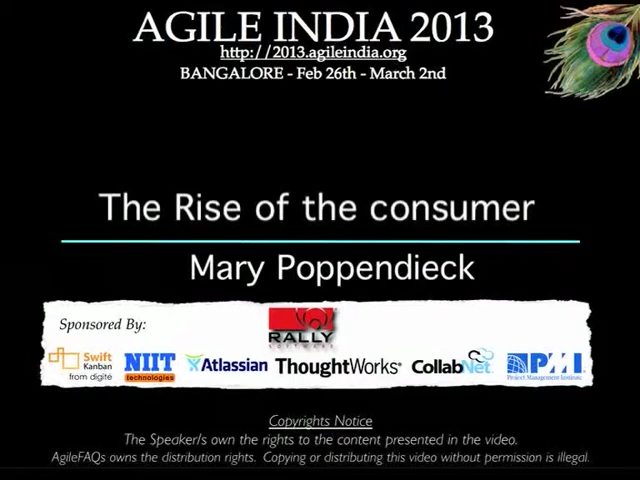 AGILE INDIA 2013
http://2013.agileindia.org
BANGALORE - Feb 26th - March 2nd
The Rise of the consumer
Mary Poppendieck
Sponsored By:
RALLY
SOFTWARE
Swift
Kanban
from digité
NIIT
technologies
Atlassian
ThoughtWorks®
CollabNet
PMI
Project Management Institute
Copyrights Notice
The Speaker/s own the rights to the content presented in the video.
AgileFAQs owns the distribution rights. Copying or distributing this video without permission is illegal.